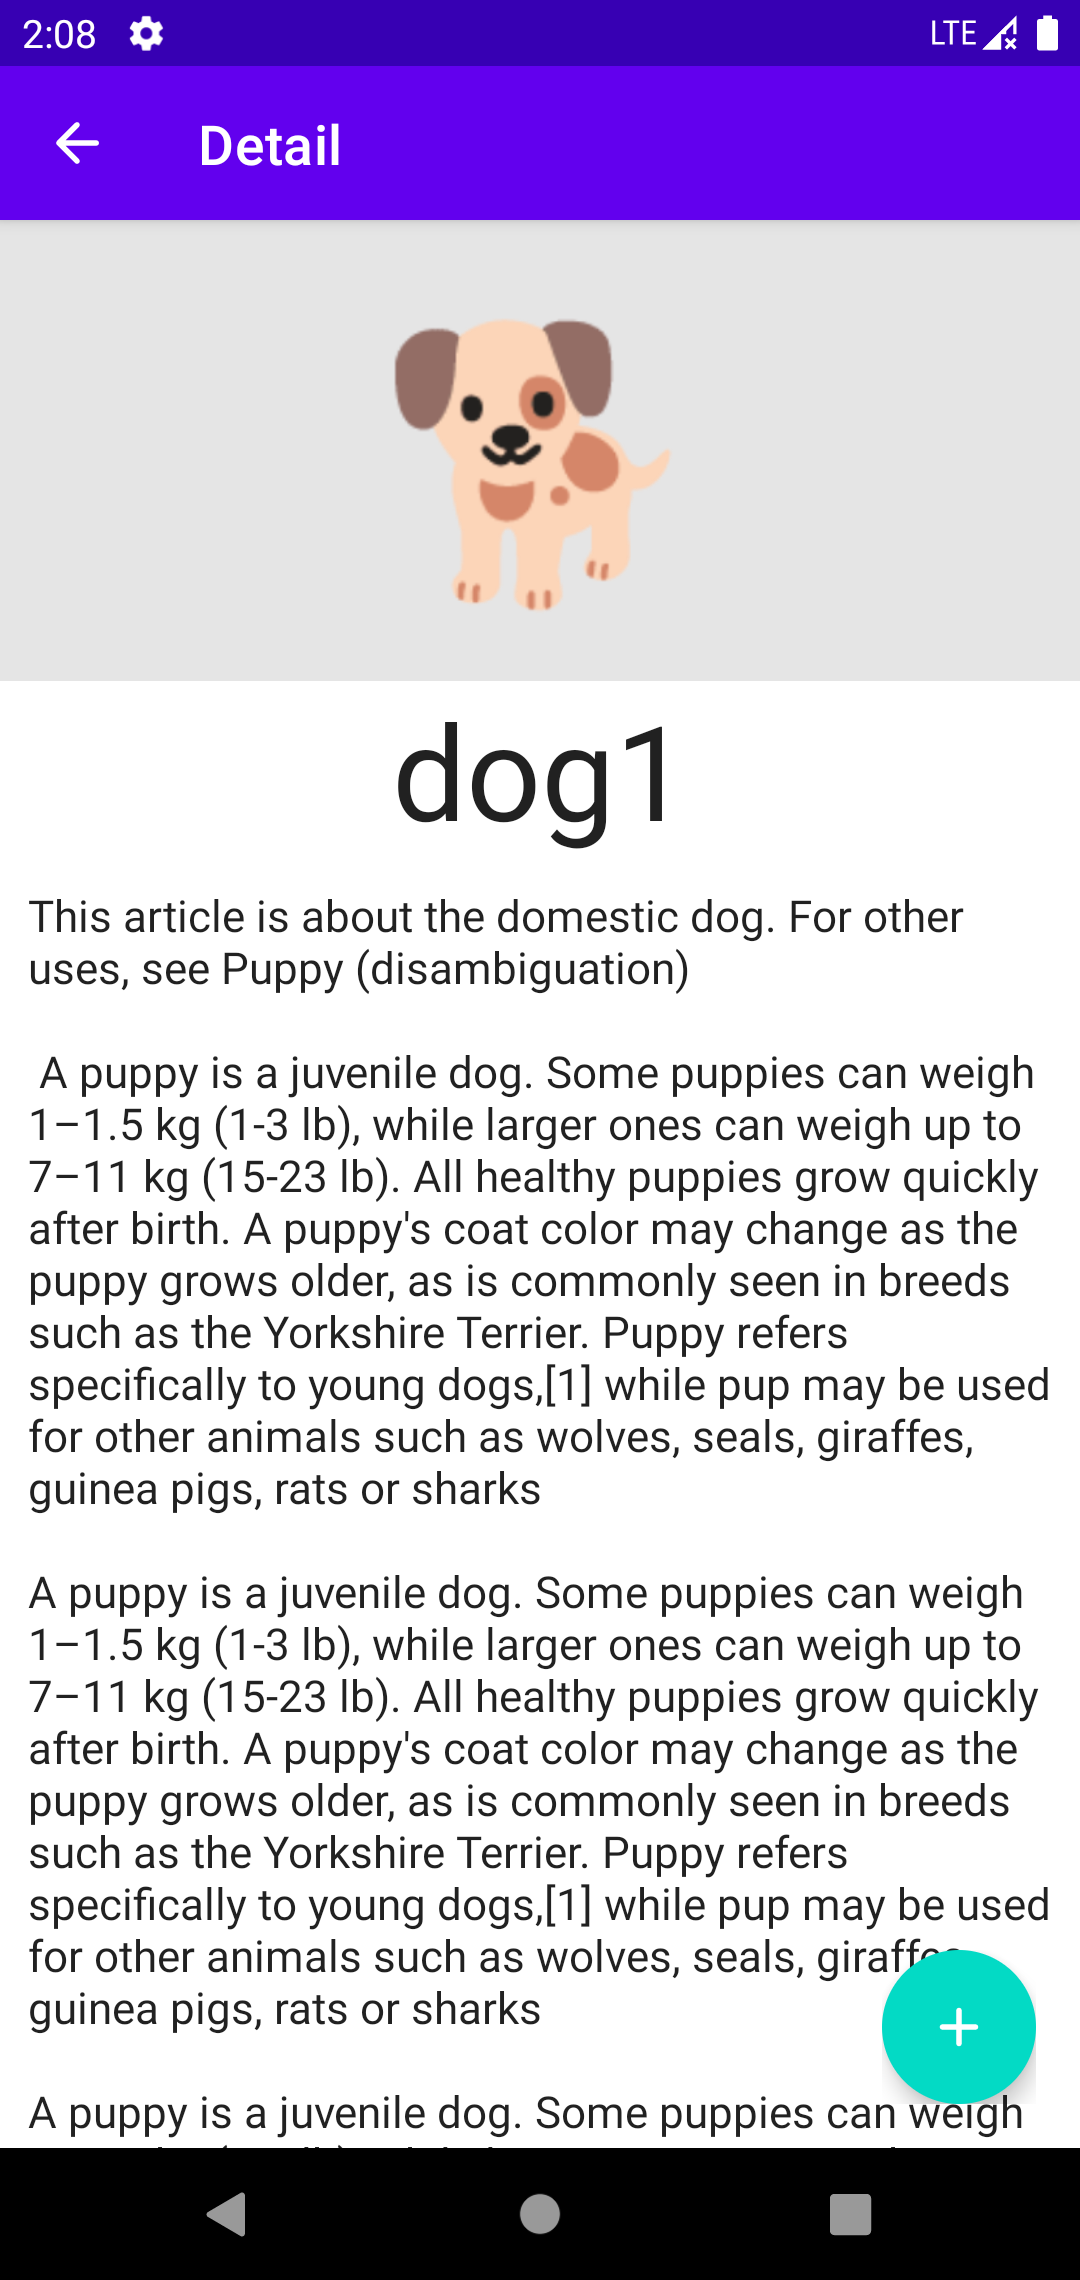 2:08 LTE
Detail
dog1
This article is about the domestic dog. For other
uses, see Puppy (disambiguation)
A puppy is a juvenile dog. Some puppies can weigh
1–1.5 kg (1-3 lb), while larger ones can weigh up to
7–11 kg (15-23 lb). All healthy puppies grow quickly
after birth. A puppy's coat color may change as the
puppy grows older, as is commonly seen in breeds
such as the Yorkshire Terrier. Puppy refers
specifically to young dogs,[1] while pup may be used
for other animals such as wolves, seals, giraffes,
guinea pigs, rats or sharks
A puppy is a juvenile dog. Some puppies can weigh
1–1.5 kg (1-3 lb), while larger ones can weigh up to
7–11 kg (15-23 lb). All healthy puppies grow quickly
after birth. A puppy's coat color may change as the
puppy grows older, as is commonly seen in breeds
such as the Yorkshire Terrier. Puppy refers
specifically to young dogs,[1] while pup may be used
for other animals such as wolves, seals,
guinea pigs, rats or sharks
A puppy is a juvenile dog. Some puppies can weigh